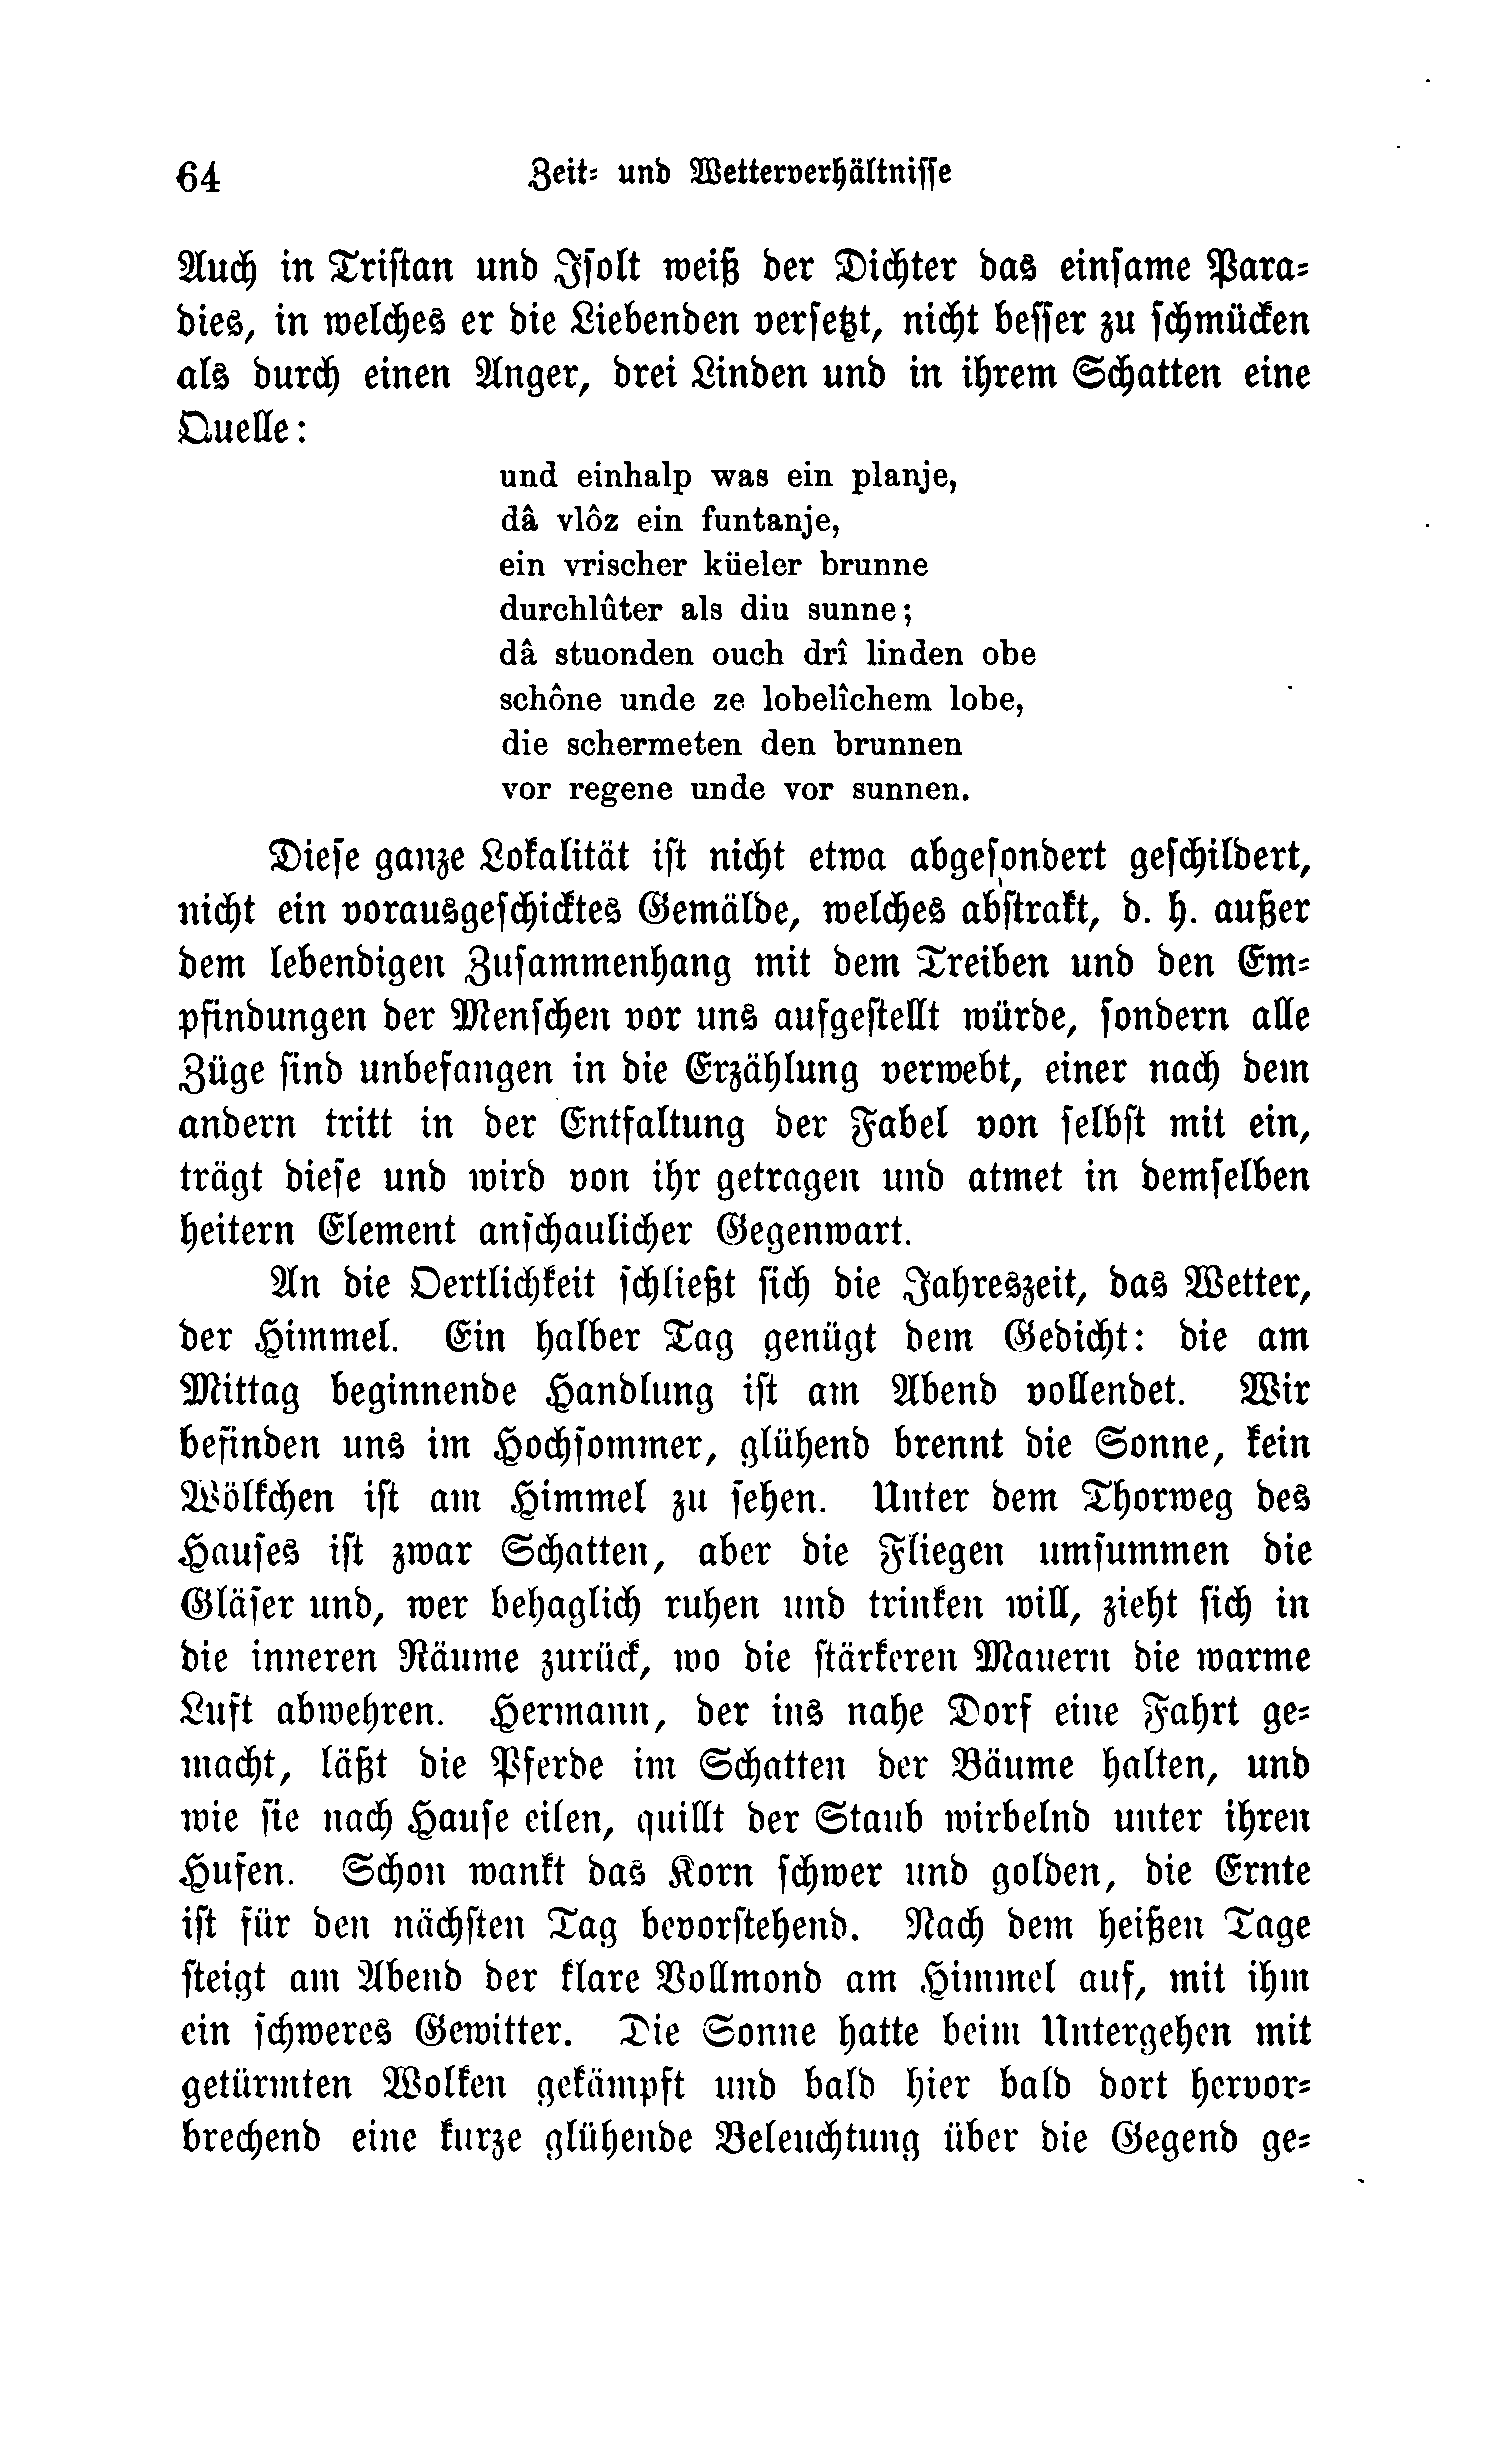 64 Zeit- und Wetterverhältnisse
Auch in Tristan und Isolt weiß der Dichter das einsame Para-
dies, in welches er die Liebenden versetzt, nicht besser zu schmücken
als durch einen Anger, drei Linden und in ihrem Schatten eine
Quelle:
und einhalp was ein planje,
dâ vlôz ein funtanje,
ein vrischer küeler brunne
durchlûter als diu sunne;
dâ stuonden ouch drî linden obe
schône unde ze lobelîchem lobe,
die schermeten den brunnen
vor regene unde vor sunnen.
Diese ganze Lokalität ist nicht etwa abgesondert geschildert,
nicht ein vorausgeschicktes Gemälde, welches abstrakt, d. h. außer
dem lebendigen Zusammenhang mit dem Treiben und den Em-
pfindungen der Menschen vor uns aufgestellt würde, sondern alle
Züge sind unbefangen in die Erzählung verwebt, einer nach dem
andern tritt in der Entfaltung der Fabel von selbst mit ein,
trägt diese und wird von ihr getragen und atmet in demselben
heitern Element anschaulicher Gegenwart.
An die Oertlichkeit schließt sich die Jahreszeit, das Wetter,
der Himmel. Ein halber Tag genügt dem Gedicht: die am
Mittag beginnende Handlung ist am Abend vollendet. Wir
befinden uns im Hochsommer, glühend brennt die Sonne, kein
Wölkchen ist am Himmel zu sehen. Unter dem Thorweg des
Hauses ist zwar Schatten, aber die Fliegen umsummen die
Gläser und, wer behaglich ruhen und trinken will, zieht sich in
die inneren Räume zurück, wo die stärkeren Mauern die warme
Luft abwehren. Hermann, der ins nahe Dorf eine Fahrt ge-
macht, läßt die Pferde im Schatten der Bäume halten, und
wie sie nach Hause eilen, quillt der Staub wirbelnd unter ihren
Hufen. Schon wankt das Korn schwer und golden, die Ernte
ist für den nächsten Tag bevorstehend. Nach dem heißen Tage
steigt am Abend der klare Vollmond am Himmel auf, mit ihm
ein schweres Gewitter. Die Sonne hatte beim Untergehen mit
getürmten Wolken gekämpft und bald hier bald dort hervor-
brechend eine kurze glühende Beleuchtung über die Gegend ge-